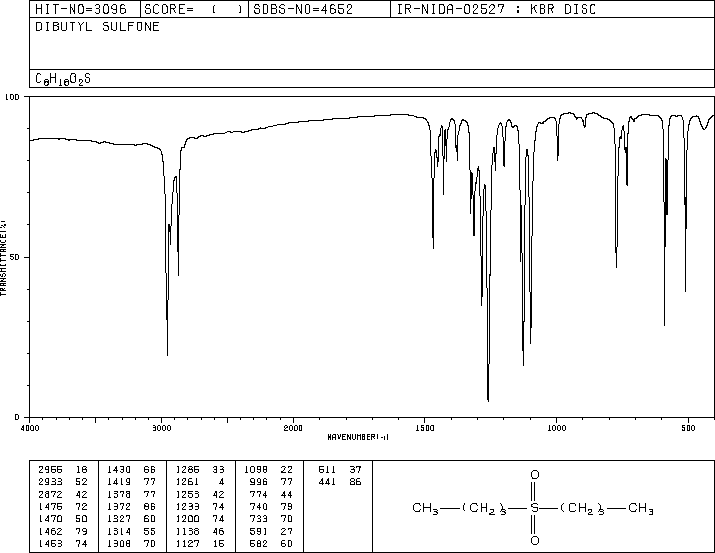 HIT-NO=3096 SCORE= ( ) SDBS-NO=4652 IR-NIDA-02527 : KBR DISC
DIBUTYL SULFONE
C8H18O2S
100
50
0
TRANSMITTANCE(%)
4000 3000 2000 1500 1000 500
WAVENUMBER(-1)
2966 18 1430 66 1286 33 1098 22 511 37
2933 52 1419 77 1261 4 996 77 441 86
2872 42 1378 77 1253 42 774 44
1475 72 1372 86 1233 74 740 79
1470 50 1327 60 1200 74 733 70
1462 79 1314 55 1136 46 591 27
1453 74 1308 70 1127 15 582 60
O
CH3—(CH2)3—S—(CH2)3—CH3
O